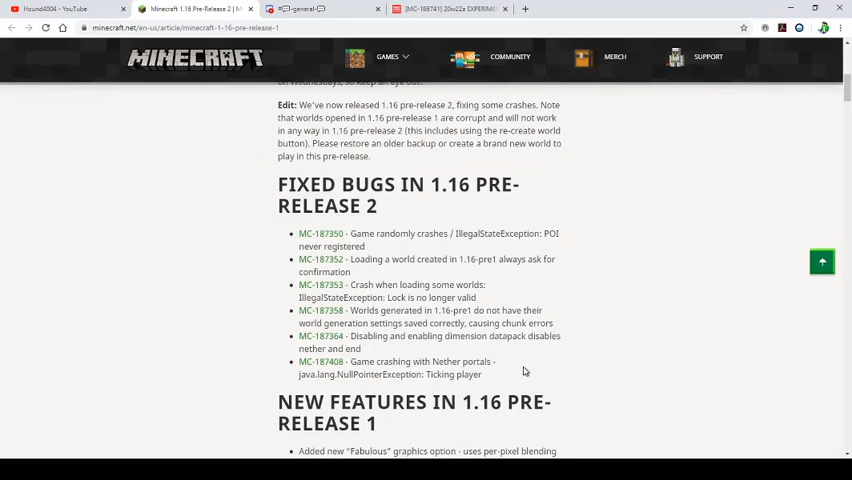 Hound4004 - YouTube
Minecraft 1.16 Pre-Release 2 | M
#💬-general-💬
[MC-186741] 20w22a EXPERIM
minecraft.net/en-us/article/minecraft-1-16-pre-release-1
MINECRAFT
GAMES
COMMUNITY
MERCH
SUPPORT
on Wednesdays, so keep an eye out!
Edit: We've now released 1.16 pre-release 2, fixing some crashes. Note
that worlds opened in 1.16 pre-release 1 are corrupt and will not work
in any way in 1.16 pre-release 2 (this includes using the re-create world
button). Please restore an older backup or create a brand new world to
play in this pre-release.
FIXED BUGS IN 1.16 PRE-
RELEASE 2
MC-187350 - Game randomly crashes / IllegalStateException: POI
never registered
MC-187352 - Loading a world created in 1.16-pre1 always ask for
confirmation
MC-187353 - Crash when loading some worlds:
IllegalStateException: Lock is no longer valid
MC-187358 - Worlds generated in 1.16-pre1 do not have their
world generation settings saved correctly, causing chunk errors
MC-187364 - Disabling and enabling dimension datapack disables
nether and end
MC-187408 - Game crashing with Nether portals -
java.lang.NullPointerException: Ticking player
NEW FEATURES IN 1.16 PRE-
RELEASE 1
Added new "Fabulous" graphics option - uses per-pixel blending